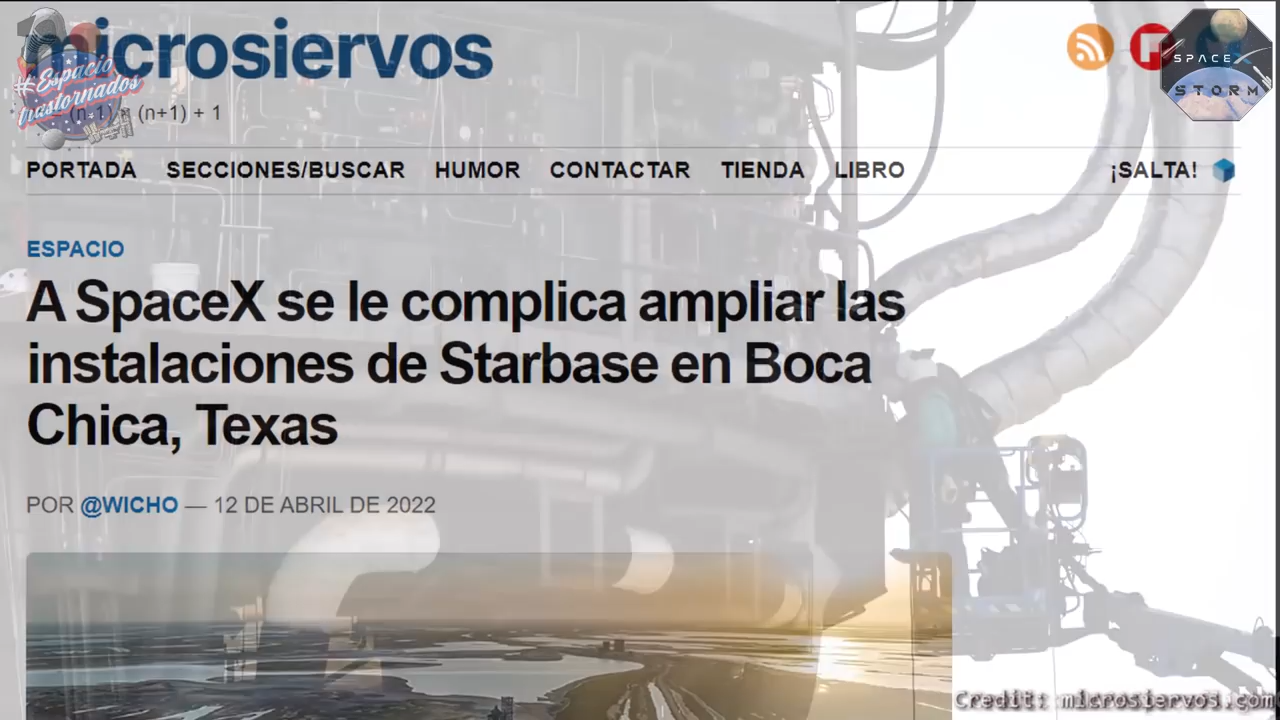 microsiervos
#Espacio
trastornados
(n-1) × (n+1) + 1
SPACEX
STORM
PORTADA SECCIONES/BUSCAR HUMOR CONTACTAR TIENDA LIBRO ¡SALTA!
ESPACIO
A SpaceX se le complica ampliar las
instalaciones de Starbase en Boca
Chica, Texas
POR @WICHO — 12 DE ABRIL DE 2022
Credit: microsiervos.com